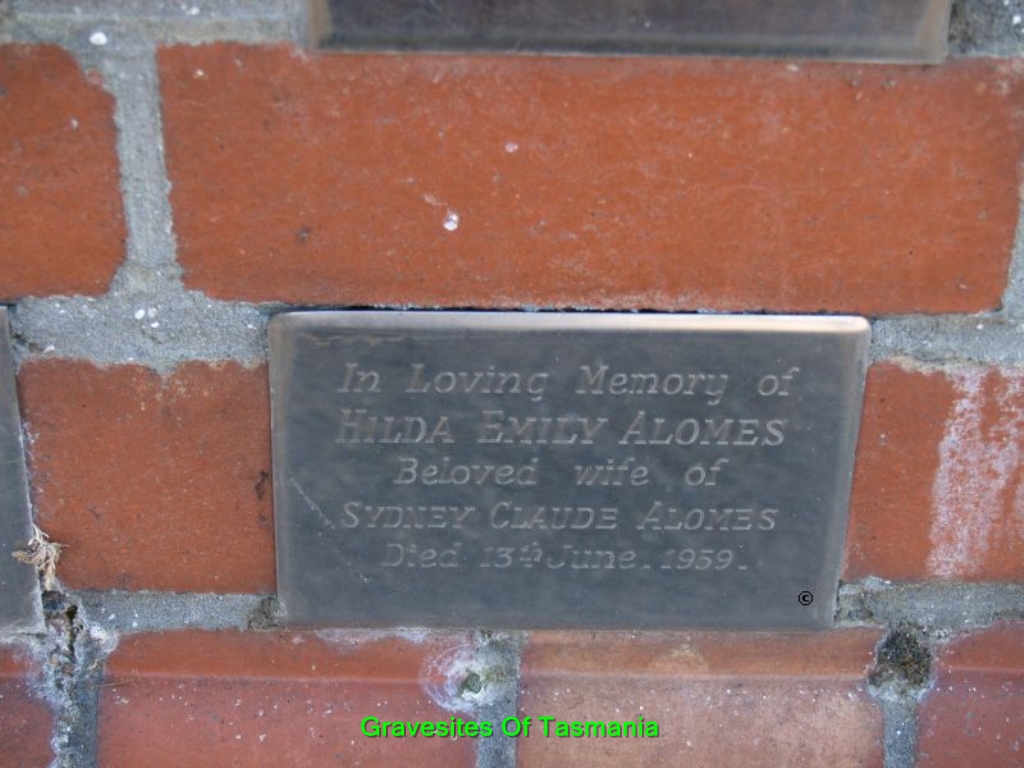 In Loving Memory of
HILDA EMILY ALOMES
Beloved wife of
SYDNEY CLAUDE ALOMES
Died 13th June. 1959.
©
Gravesites Of Tasmania